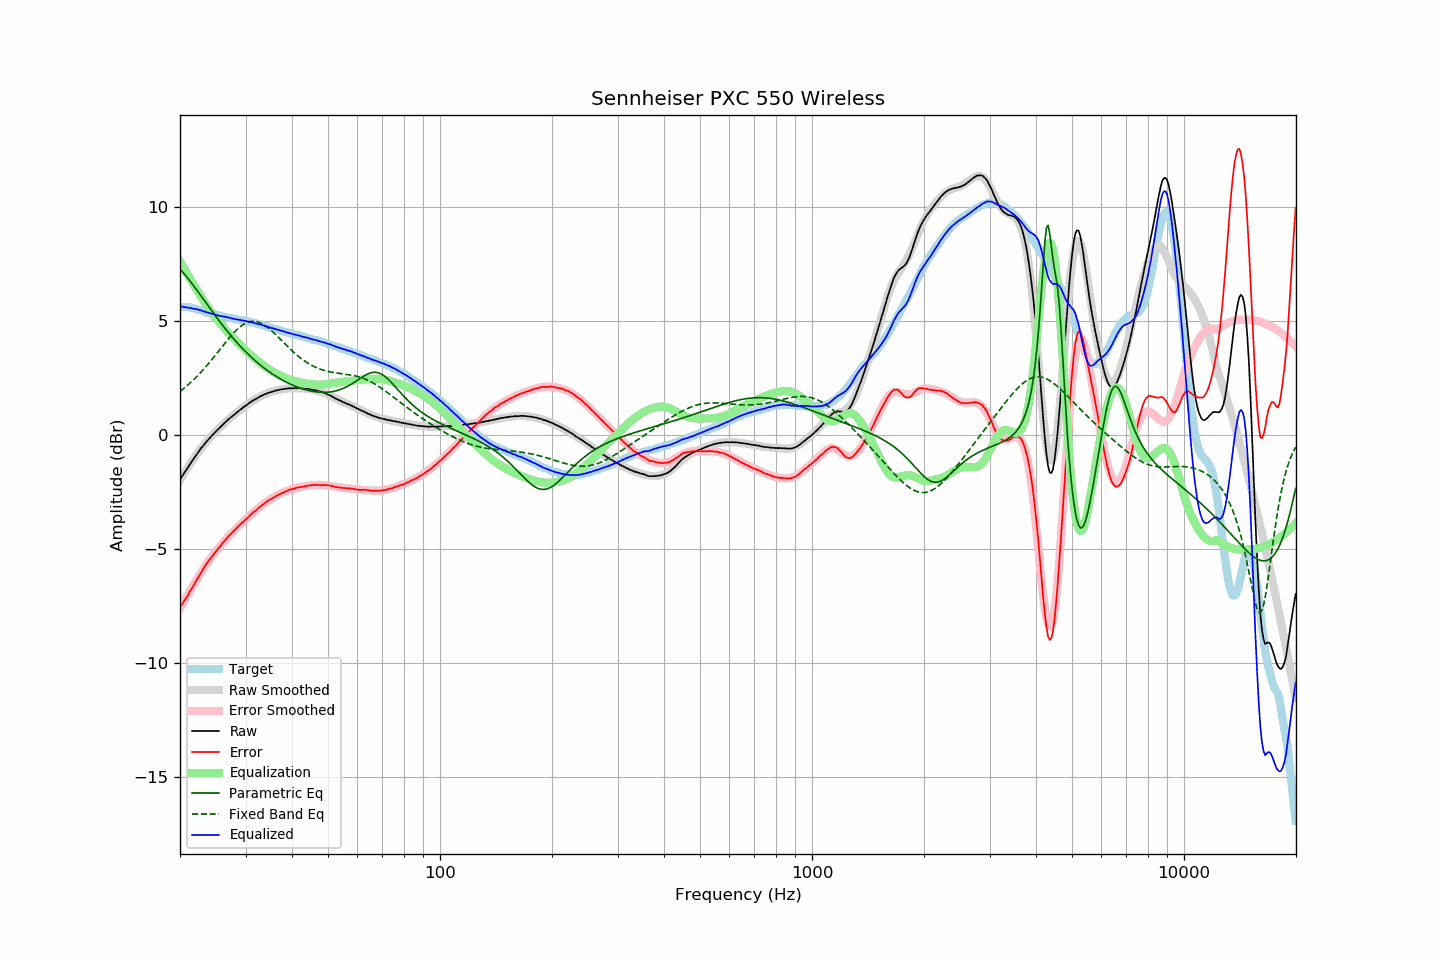 Sennheiser PXC 550 Wireless
Amplitude (dBr)
10
5
0
−5
−10
−15
Target
Raw Smoothed
Error Smoothed
Raw
Error
Equalization
Parametric Eq
Fixed Band Eq
Equalized
100
1000
10000
Frequency (Hz)